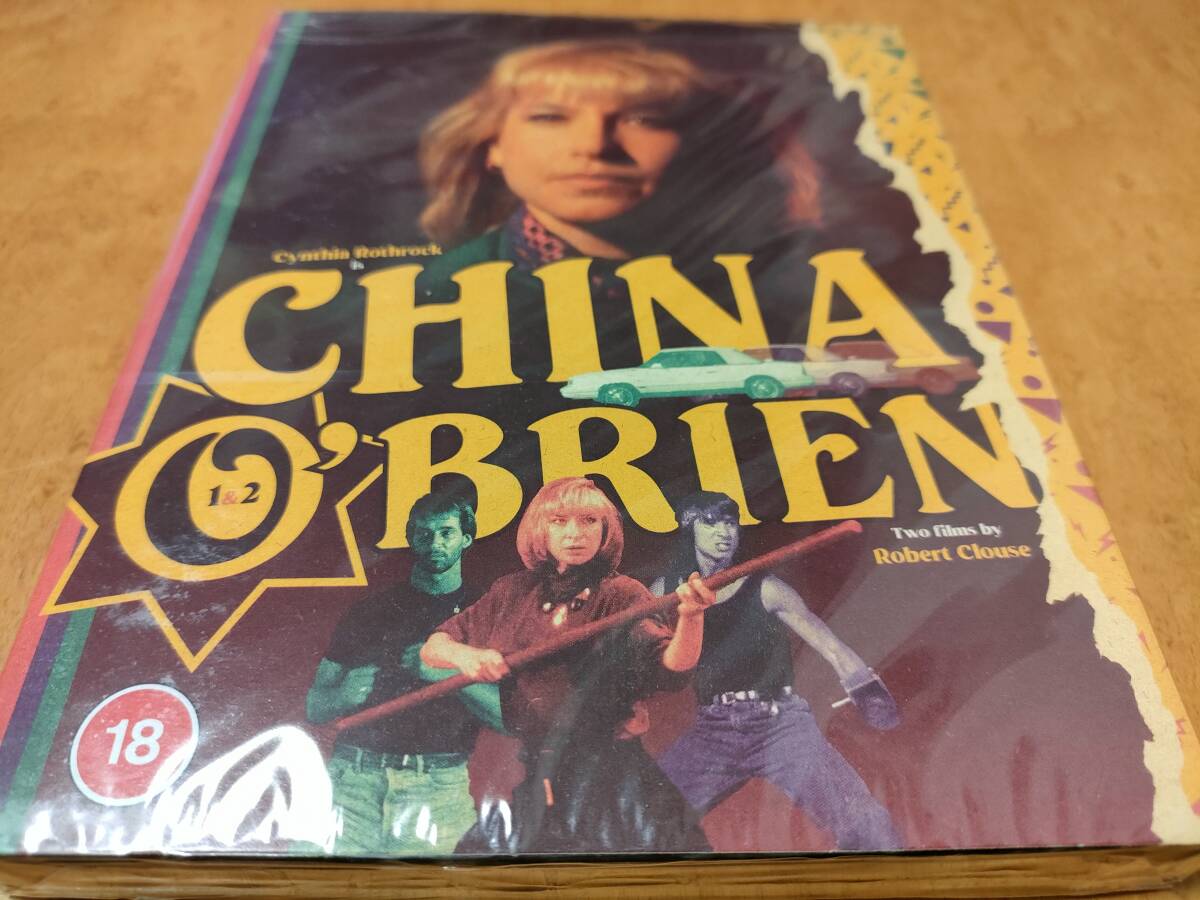 Cynthia Rothrock
is
CHINA
O'BRIEN
1&2
Two films by
Robert Clouse
18